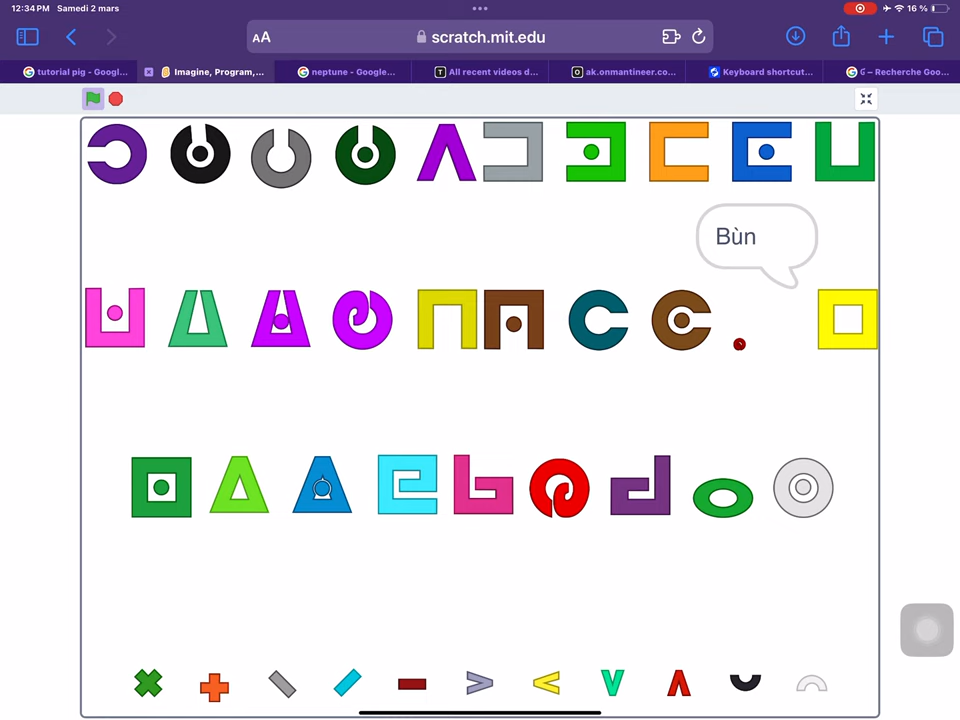 12:34 PM Samedi 2 mars
16 %
AA scratch.mit.edu
tutorial pig - Googl...
Imagine, Program,...
neptune - Google...
All recent videos d...
ak.onmantineer.co...
Keyboard shortcut...
G – Recherche Goo...
Bùn